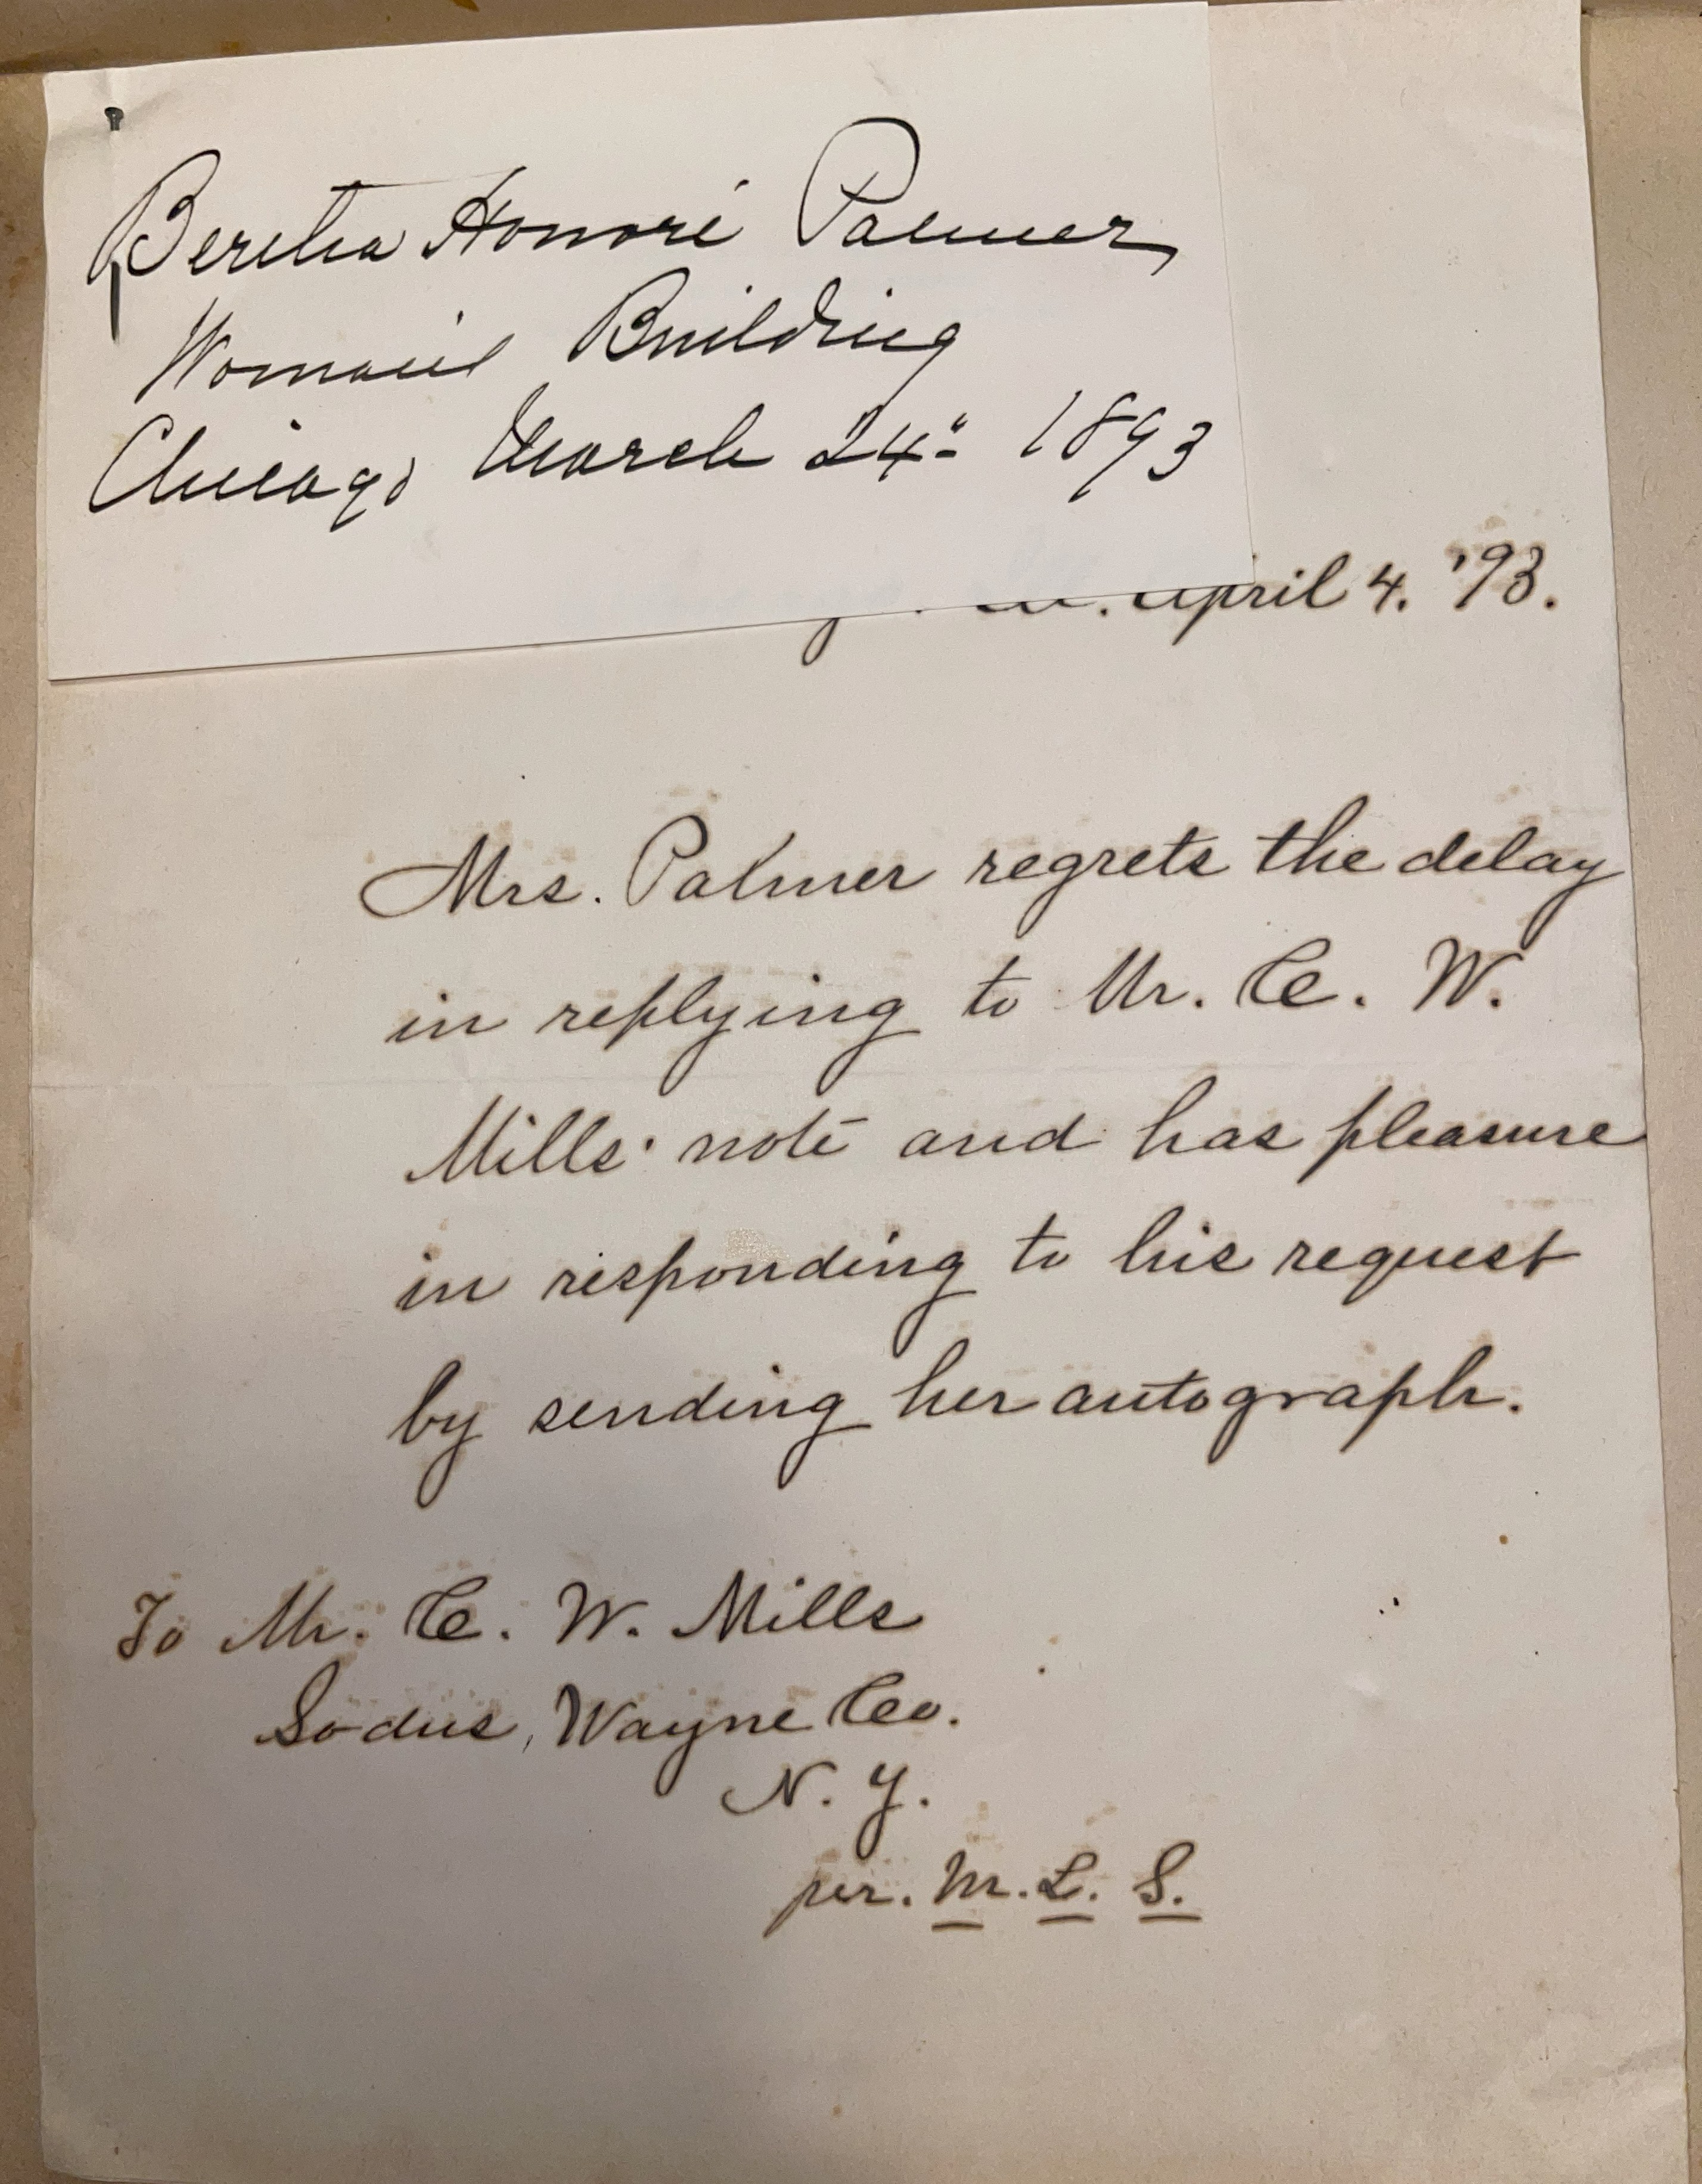 Bertha Honoré Palmer
Woman's Building
Chicago March 24" 1893
April 4. '93.
Mrs. Palmer regrets the delay
in replying to Mr. C. W.
Mills' note and has pleasure
in responding to his request
by sending her autograph.
To Mr. C. W. Mills
Sodus, Wayne Co.
N. Y.
per. M. L. S.